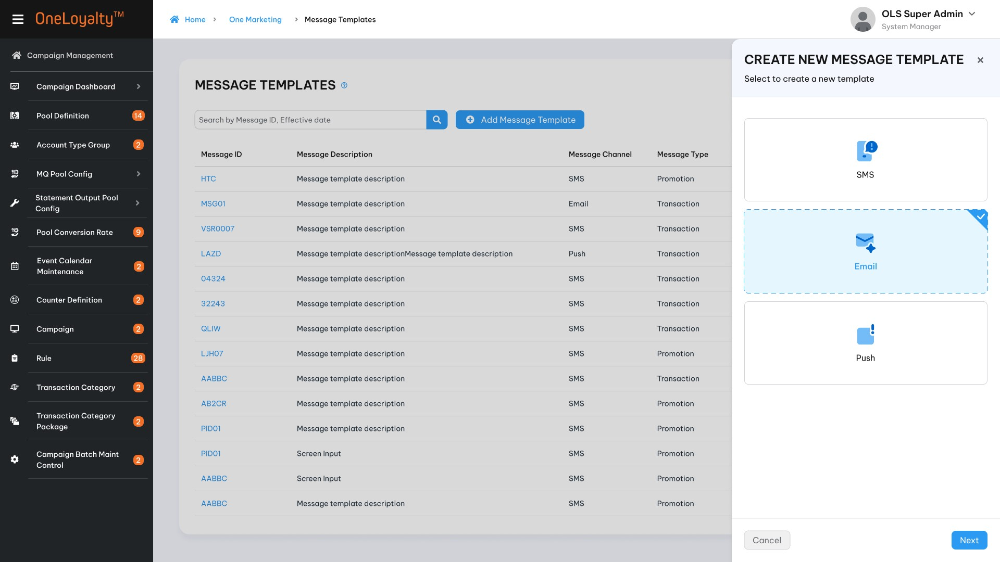 OneLoyalty™
Home > One Marketing > Message Templates
OLS Super Admin
System Manager
Campaign Management
Campaign Dashboard
Pool Definition 14
Account Type Group 2
MQ Pool Config
Statement Output Pool
Config
Pool Conversion Rate 9
Event Calendar
Maintenance 2
Counter Definition 2
Campaign 2
Rule 28
Transaction Category 2
Transaction Category
Package 2
Campaign Batch Maint
Control 2
MESSAGE TEMPLATES ?
Search by Message ID, Effective date
Add Message Template
Message ID Message Description Message Channel Message Type
HTC Message template description SMS Promotion
MSG01 Message template description Email Transaction
VSR0007 Message template description SMS Transaction
LAZD Message template descriptionMessage template description Push Transaction
04324 Message template description SMS Transaction
32243 Message template description SMS Transaction
QLIW Message template description SMS Transaction
LJH07 Message template description SMS Promotion
AABBC Message template description SMS Transaction
AB2CR Message template description SMS Promotion
PID01 Message template description SMS Promotion
PID01 Screen Input SMS Promotion
AABBC Screen Input SMS Promotion
AABBC Message template description SMS Promotion
CREATE NEW MESSAGE TEMPLATE
Select to create a new template
SMS
Email
Push
Cancel
Next